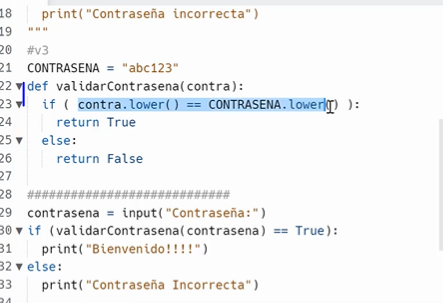 18 print("Contraseña incorrecta")
19 """
20 #v3
21 CONTRASENA = "abc123"
22 def validarContrasena(contra):
23 if ( contra.lower() == CONTRASENA.lower() ):
24 return True
25 else:
26 return False
27
28 ############################
29 contrasena = input("Contraseña:")
30 if (validarContrasena(contrasena) == True):
31 print("Bienvenido!!!!")
32 else:
33 print("Contraseña Incorrecta")